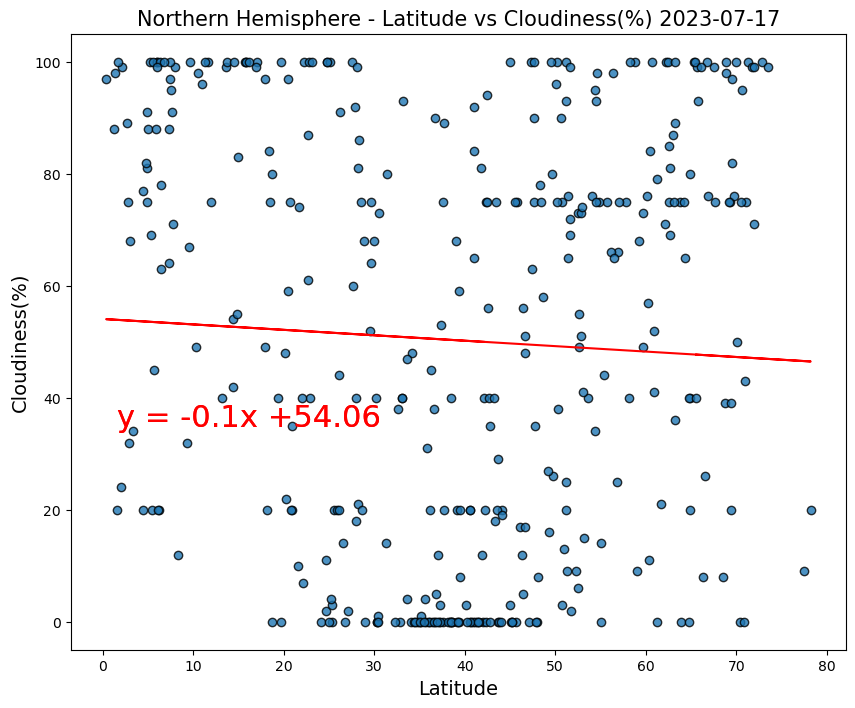 Northern Hemisphere - Latitude vs Cloudiness(%) 2023-07-17
Cloudiness(%)
100
80
60
40
20
0
y = -0.1x +54.06
0 10 20 30 40 50 60 70 80
Latitude